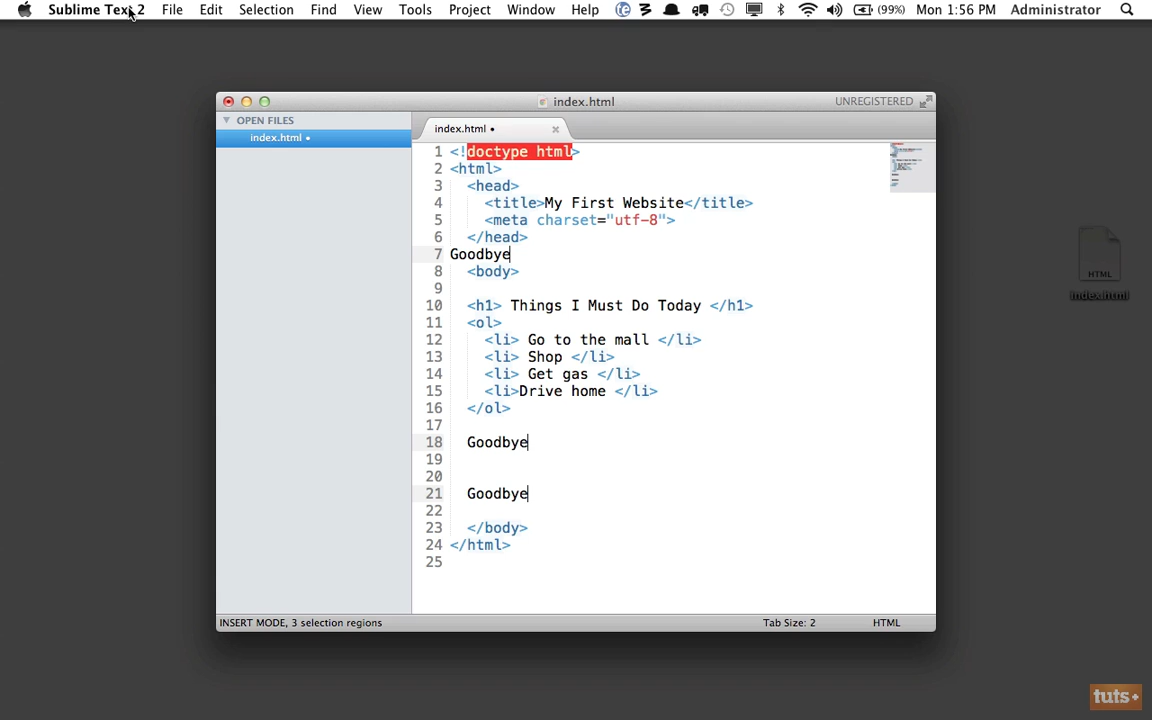 Sublime Text 2 File Edit Selection Find View Tools Project Window Help (99%) Mon 1:56 PM Administrator
index.html UNREGISTERED
OPEN FILES
index.html
index.html
1 <!doctype html>
2 <html>
3 <head>
4 <title>My First Website</title>
5 <meta charset="utf-8">
6 </head>
7 Goodbye
8 <body>
9
10 <h1> Things I Must Do Today </h1>
11 <ol>
12 <li> Go to the mall </li>
13 <li> Shop </li>
14 <li> Get gas </li>
15 <li>Drive home </li>
16 </ol>
17
18 Goodbye
19
20
21 Goodbye
22
23 </body>
24 </html>
25
INSERT MODE, 3 selection regions Tab Size: 2 HTML
HTML
index.html
tuts+